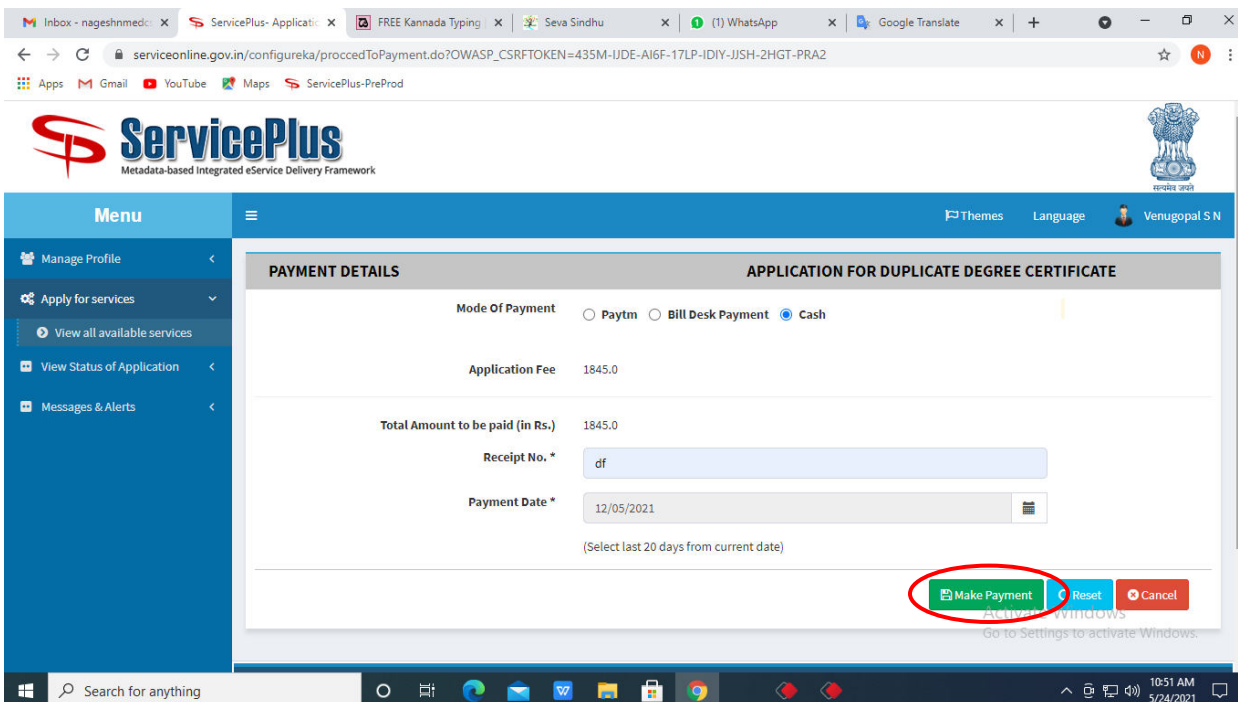 Inbox - nageshnmedcs
ServicePlus- Applicatic
FREE Kannada Typing
Seva Sindhu
(1) WhatsApp
Google Translate
serviceonline.gov.in/configureka/proccedToPayment.do?OWASP_CSRFTOKEN=435M-IJDE-AI6F-17LP-IDIY-JJSH-2HGT-PRA2
N
Apps Gmail YouTube Maps ServicePlus-PreProd
ServicePlus
Metadata-based Integrated eService Delivery Framework
सत्यमेव जयते
Menu
Themes Language Venugopal S N
Manage Profile
Apply for services
View all available services
View Status of Application
Messages & Alerts
PAYMENT DETAILS APPLICATION FOR DUPLICATE DEGREE CERTIFICATE
Mode Of Payment Paytm Bill Desk Payment Cash
Application Fee 1845.0
Total Amount to be paid (in Rs.) 1845.0
Receipt No. * df
Payment Date * 12/05/2021
(Select last 20 days from current date)
Make Payment Reset Cancel
Activate Windows
Go to Settings to activate Windows.
Search for anything
10:51 AM
5/24/2021